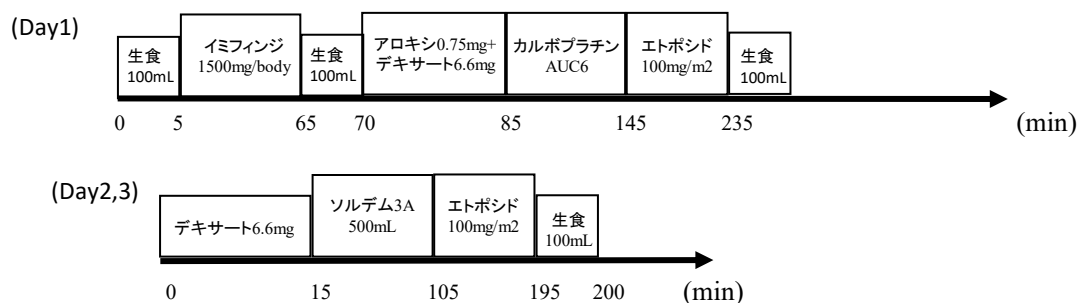 (Day1)
生食
100mL
イミフィンジ
1500mg/body
生食
100mL
アロキシ0.75mg+
デキサート6.6mg
カルボプラチン
AUC6
エトポシド
100mg/m2
生食
100mL
0 5 65 70 85 145 235 (min)
(Day2,3)
デキサート6.6mg
ソルデム3A
500mL
エトポシド
100mg/m2
生食
100mL
0 15 105 195 200 (min)